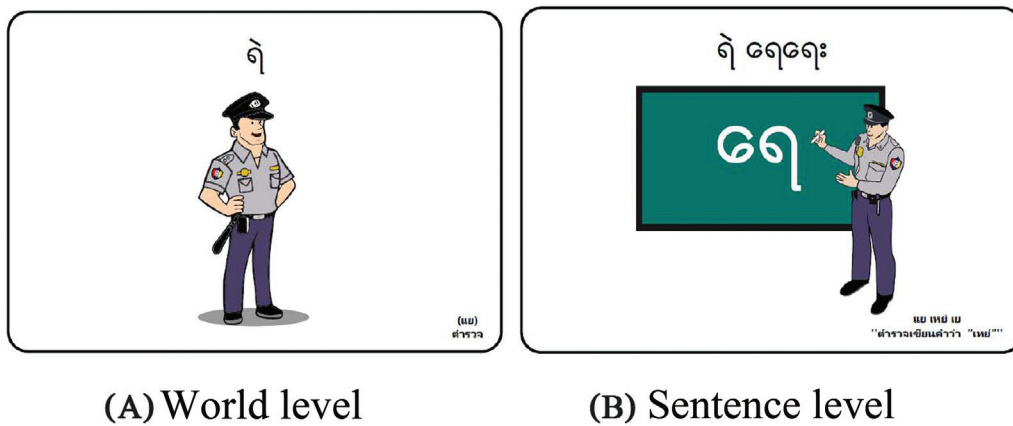 ရဲ
(แย)
ตำรวจ
(A) World level
ရဲ ရေရေး
ရေ
แย เหย่ เย
"ตำรวจเขียนคำว่า "เหย่""
(B) Sentence level